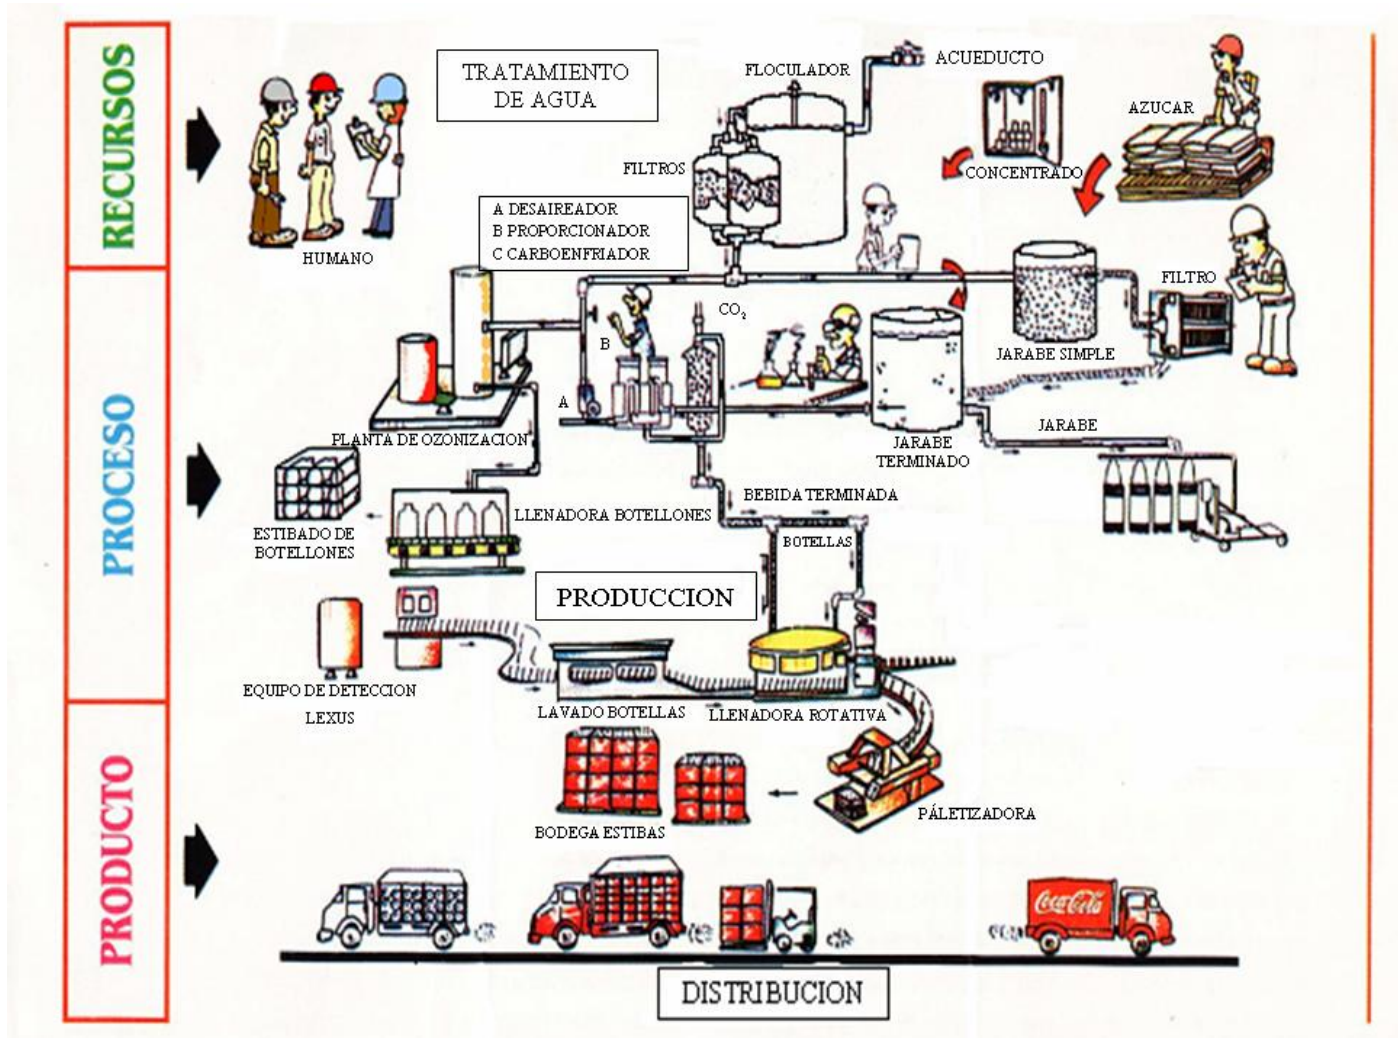 RECURSOS
PROCESO
PRODUCTO
TRATAMIENTO
DE AGUA
FLOCULADOR
ACUEDUCTO
AZUCAR
CONCENTRADO
FILTROS
A DESAIREADOR
B PROPORCIONADOR
C CARBOENFRIADOR
HUMANO
FILTRO
CO2
B
A
JARABE SIMPLE
PLANTA DE OZONIZACION
JARABE
TERMINADO
JARABE
BEBIDA TERMINADA
LLENADORA BOTELLONES
ESTIBADO DE
BOTELLONES
BOTELLAS
PRODUCCION
EQUIPO DE DETECCION
LEXUS
LAVADO BOTELLAS
LLENADORA ROTATIVA
PÁLETIZADORA
BODEGA ESTIBAS
Coca-Cola
DISTRIBUCION